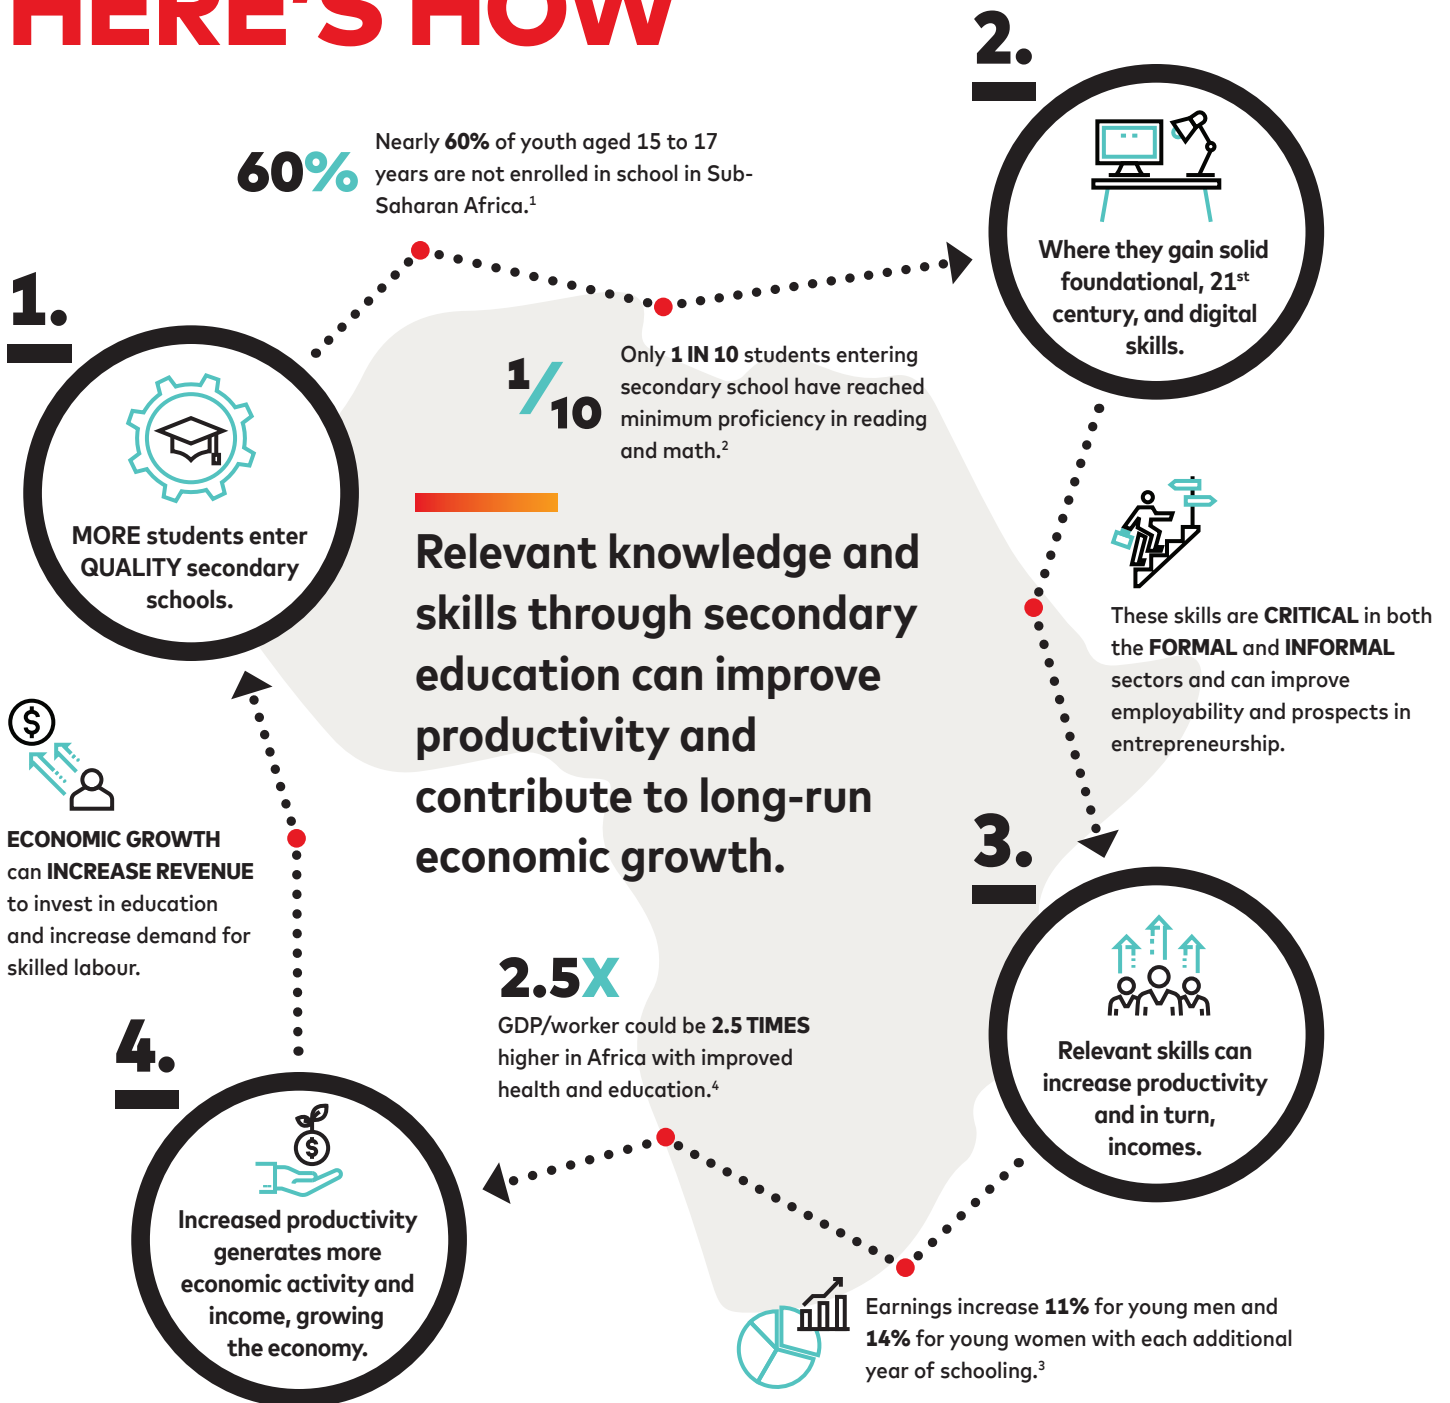 HERE'S HOW
60%
Nearly 60% of youth aged 15 to 17
years are not enrolled in school in Sub-
Saharan Africa.¹
1.
MORE students enter
QUALITY secondary
schools.
1/10
Only 1 IN 10 students entering
secondary school have reached
minimum proficiency in reading
and math.²
2.
Where they gain solid
foundational, 21st
century, and digital
skills.
These skills are CRITICAL in both
the FORMAL and INFORMAL
sectors and can improve
employability and prospects in
entrepreneurship.
Relevant knowledge and
skills through secondary
education can improve
productivity and
contribute to long-run
economic growth.
3.
Relevant skills can
increase productivity
and in turn,
incomes.
Earnings increase 11% for young men and
14% for young women with each additional
year of schooling.³
2.5X
GDP/worker could be 2.5 TIMES
higher in Africa with improved
health and education.⁴
4.
$
Increased productivity
generates more
economic activity and
income, growing
the economy.
$
ECONOMIC GROWTH
can INCREASE REVENUE
to invest in education
and increase demand for
skilled labour.